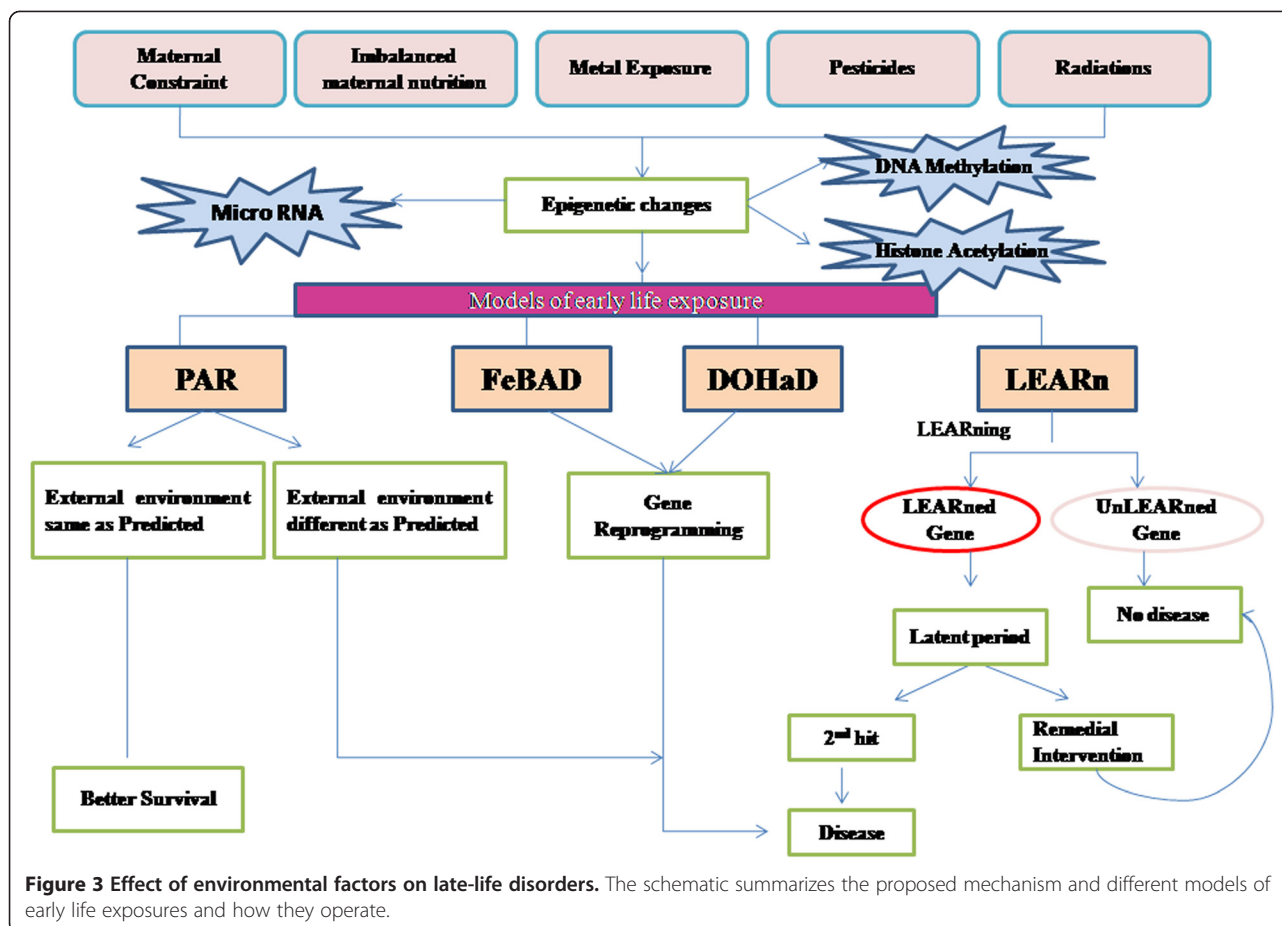 Maternal
Constraint
Imbalanced
maternal nutrition
Metal Exposure
Pesticides
Radiations
DNA Methylation
Micro RNA
Epigenetic changes
Histone Acetylation
Models of early life exposure
PAR
FeBAD
DOHaD
LEARn
LEARning
External environment
same as Predicted
External environment
different as Predicted
Gene
Reprogramming
LEARned
Gene
UnLEARned
Gene
No disease
Latent period
2nd hit
Remedial
Intervention
Better Survival
Disease
Figure 3 Effect of environmental factors on late-life disorders. The schematic summarizes the proposed mechanism and different models of
early life exposures and how they operate.